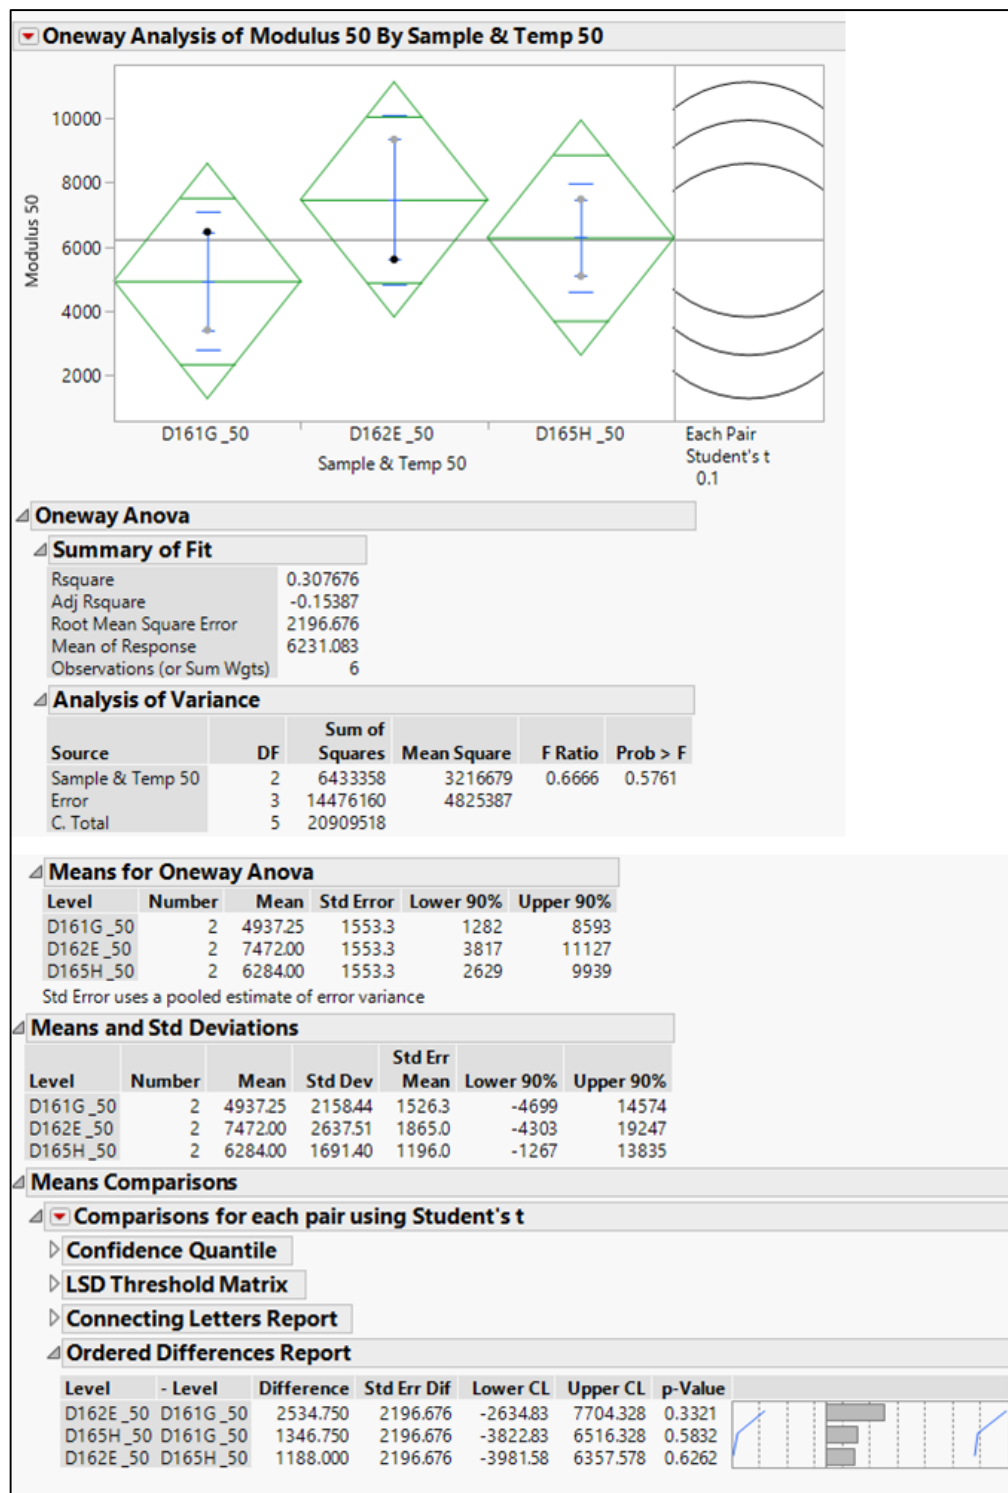 Oneway Analysis of Modulus 50 By Sample & Temp 50
10000
8000
6000
4000
2000
Modulus 50
D161G_50 D162E_50 D165H_50
Sample & Temp 50
Each Pair
Student's t
0.1
Oneway Anova
Summary of Fit
Rsquare 0.307676
Adj Rsquare -0.15387
Root Mean Square Error 2196.676
Mean of Response 6231.083
Observations (or Sum Wgts) 6
Analysis of Variance
Sum of
Source DF Squares Mean Square F Ratio Prob > F
Sample & Temp 50 2 6433358 3216679 0.6666 0.5761
Error 3 14476160 4825387
C. Total 5 20909518
Means for Oneway Anova
Level Number Mean Std Error Lower 90% Upper 90%
D161G_50 2 4937.25 1553.3 1282 8593
D162E_50 2 7472.00 1553.3 3817 11127
D165H_50 2 6284.00 1553.3 2629 9939
Std Error uses a pooled estimate of error variance
Means and Std Deviations
Std Err
Level Number Mean Std Dev Mean Lower 90% Upper 90%
D161G_50 2 4937.25 2158.44 1526.3 -4699 14574
D162E_50 2 7472.00 2637.51 1865.0 -4303 19247
D165H_50 2 6284.00 1691.40 1196.0 -1267 13835
Means Comparisons
Comparisons for each pair using Student's t
Confidence Quantile
LSD Threshold Matrix
Connecting Letters Report
Ordered Differences Report
Level - Level Difference Std Err Dif Lower CL Upper CL p-Value
D162E_50 D161G_50 2534.750 2196.676 -2634.83 7704.328 0.3321
D165H_50 D161G_50 1346.750 2196.676 -3822.83 6516.328 0.5832
D162E_50 D165H_50 1188.000 2196.676 -3981.58 6357.578 0.6262